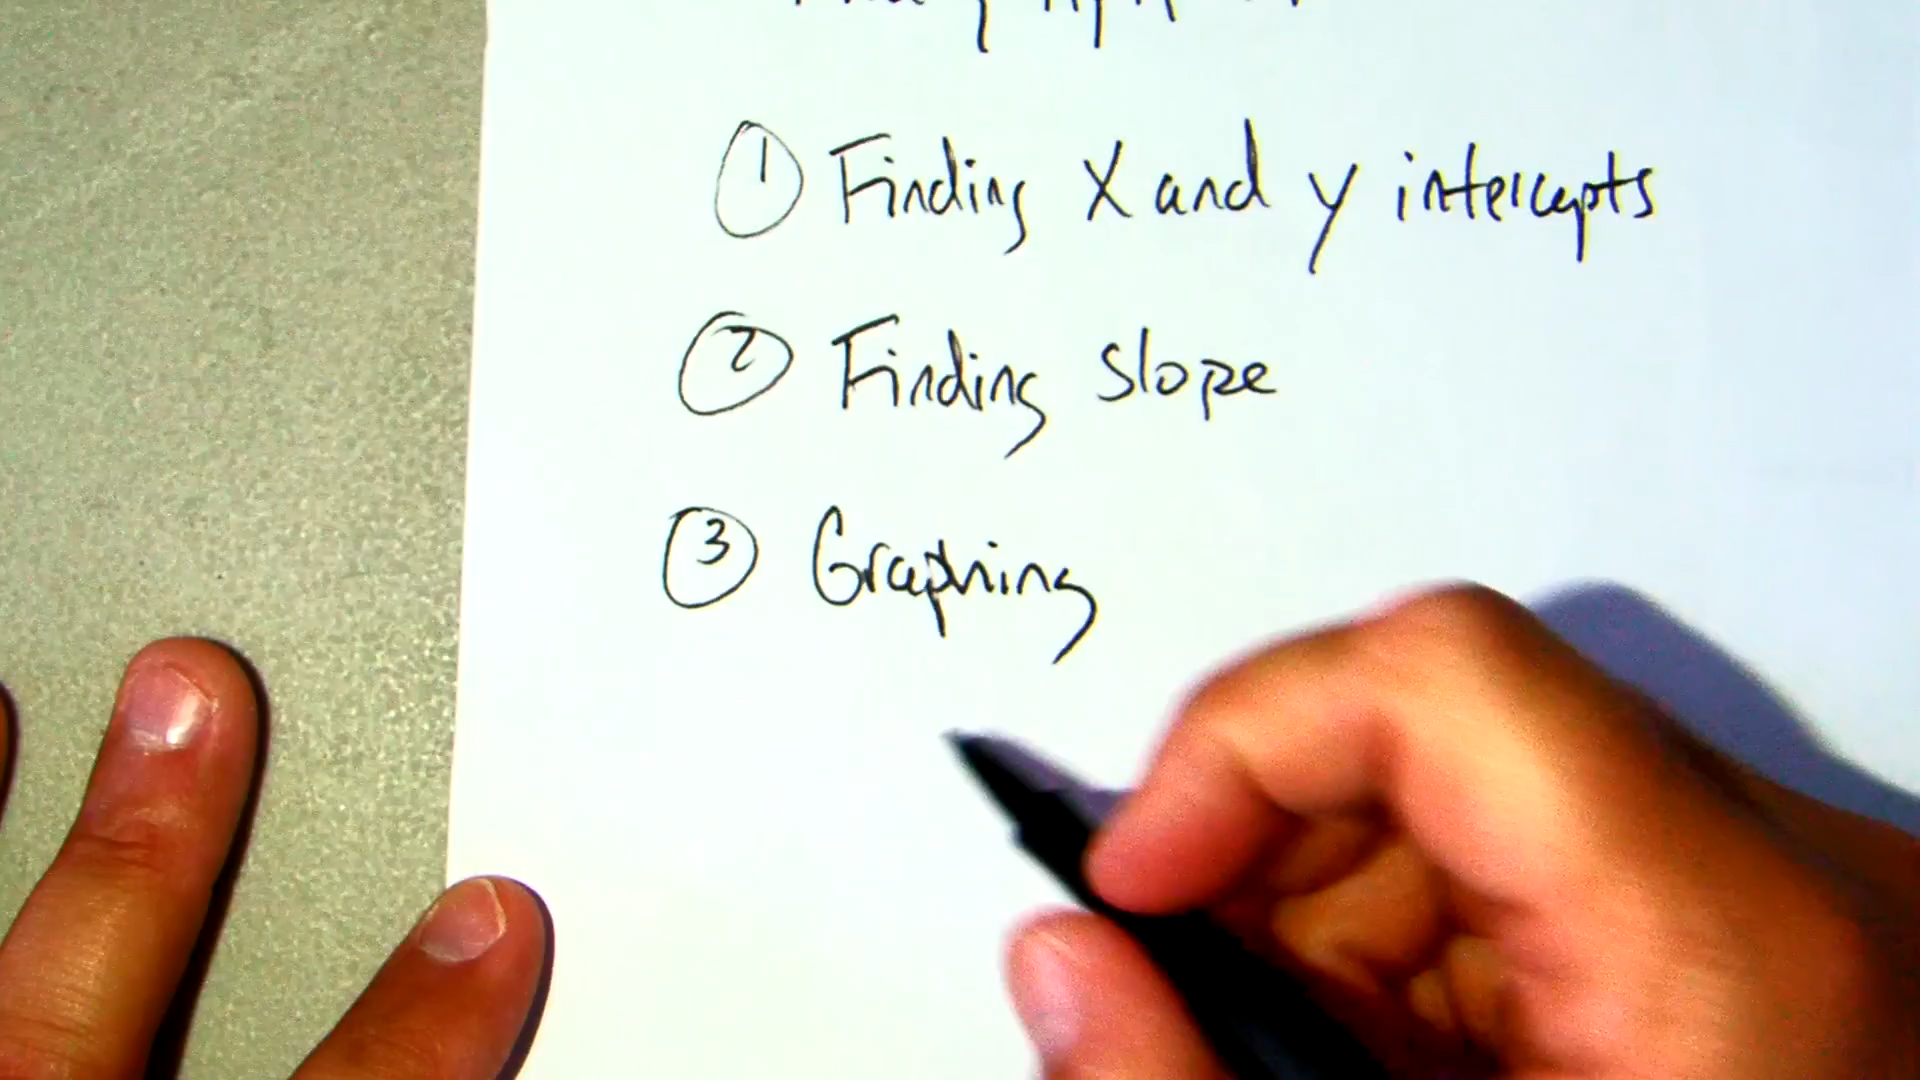 ① Finding X and y intercepts
② Finding slope
③ Graphing